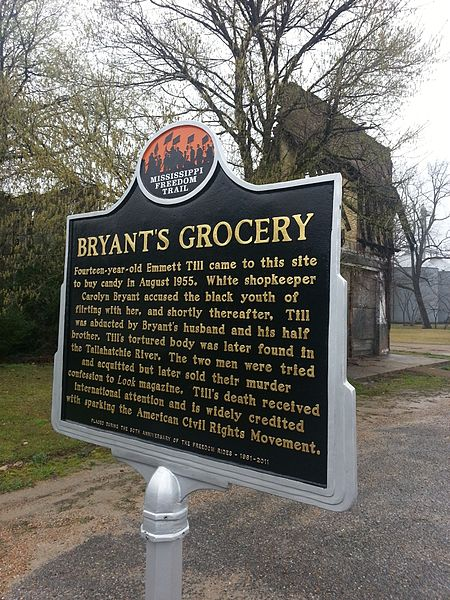 MISSISSIPPI
FREEDOM
TRAIL
BRYANT'S GROCERY
Fourteen-year-old Emmett Till came to this site
to buy candy in August 1955. White shopkeeper
Carolyn Bryant accused the black youth of
flirting with her, and shortly thereafter, Till
was abducted by Bryant's husband and his half
brother. Till's tortured body was later found in
the Tallahatchie River. The two men were tried
and acquitted but later sold their murder
confession to Look magazine. Till's death received
international attention and is widely credited
with sparking the American Civil Rights Movement.
PLACED DURING THE 50TH ANNIVERSARY OF THE FREEDOM RIDES - 1961-2011